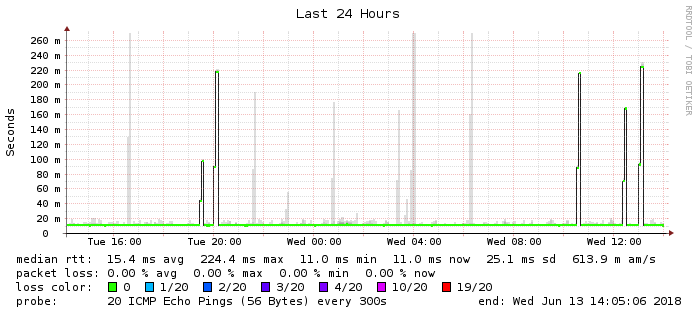 Last 24 Hours
RRDTOOL / TOBI OETIKER
Seconds
260 m
240 m
220 m
200 m
180 m
160 m
140 m
120 m
100 m
80 m
60 m
40 m
20 m
0
Tue 16:00 Tue 20:00 Wed 00:00 Wed 04:00 Wed 08:00 Wed 12:00
median rtt: 15.4 ms avg 224.4 ms max 11.0 ms min 11.0 ms now 25.1 ms sd 613.9 m am/s
packet loss: 0.00 % avg 0.00 % max 0.00 % min 0.00 % now
loss color: 0 1/20 2/20 3/20 4/20 10/20 19/20
probe: 20 ICMP Echo Pings (56 Bytes) every 300s end: Wed Jun 13 14:05:06 2018